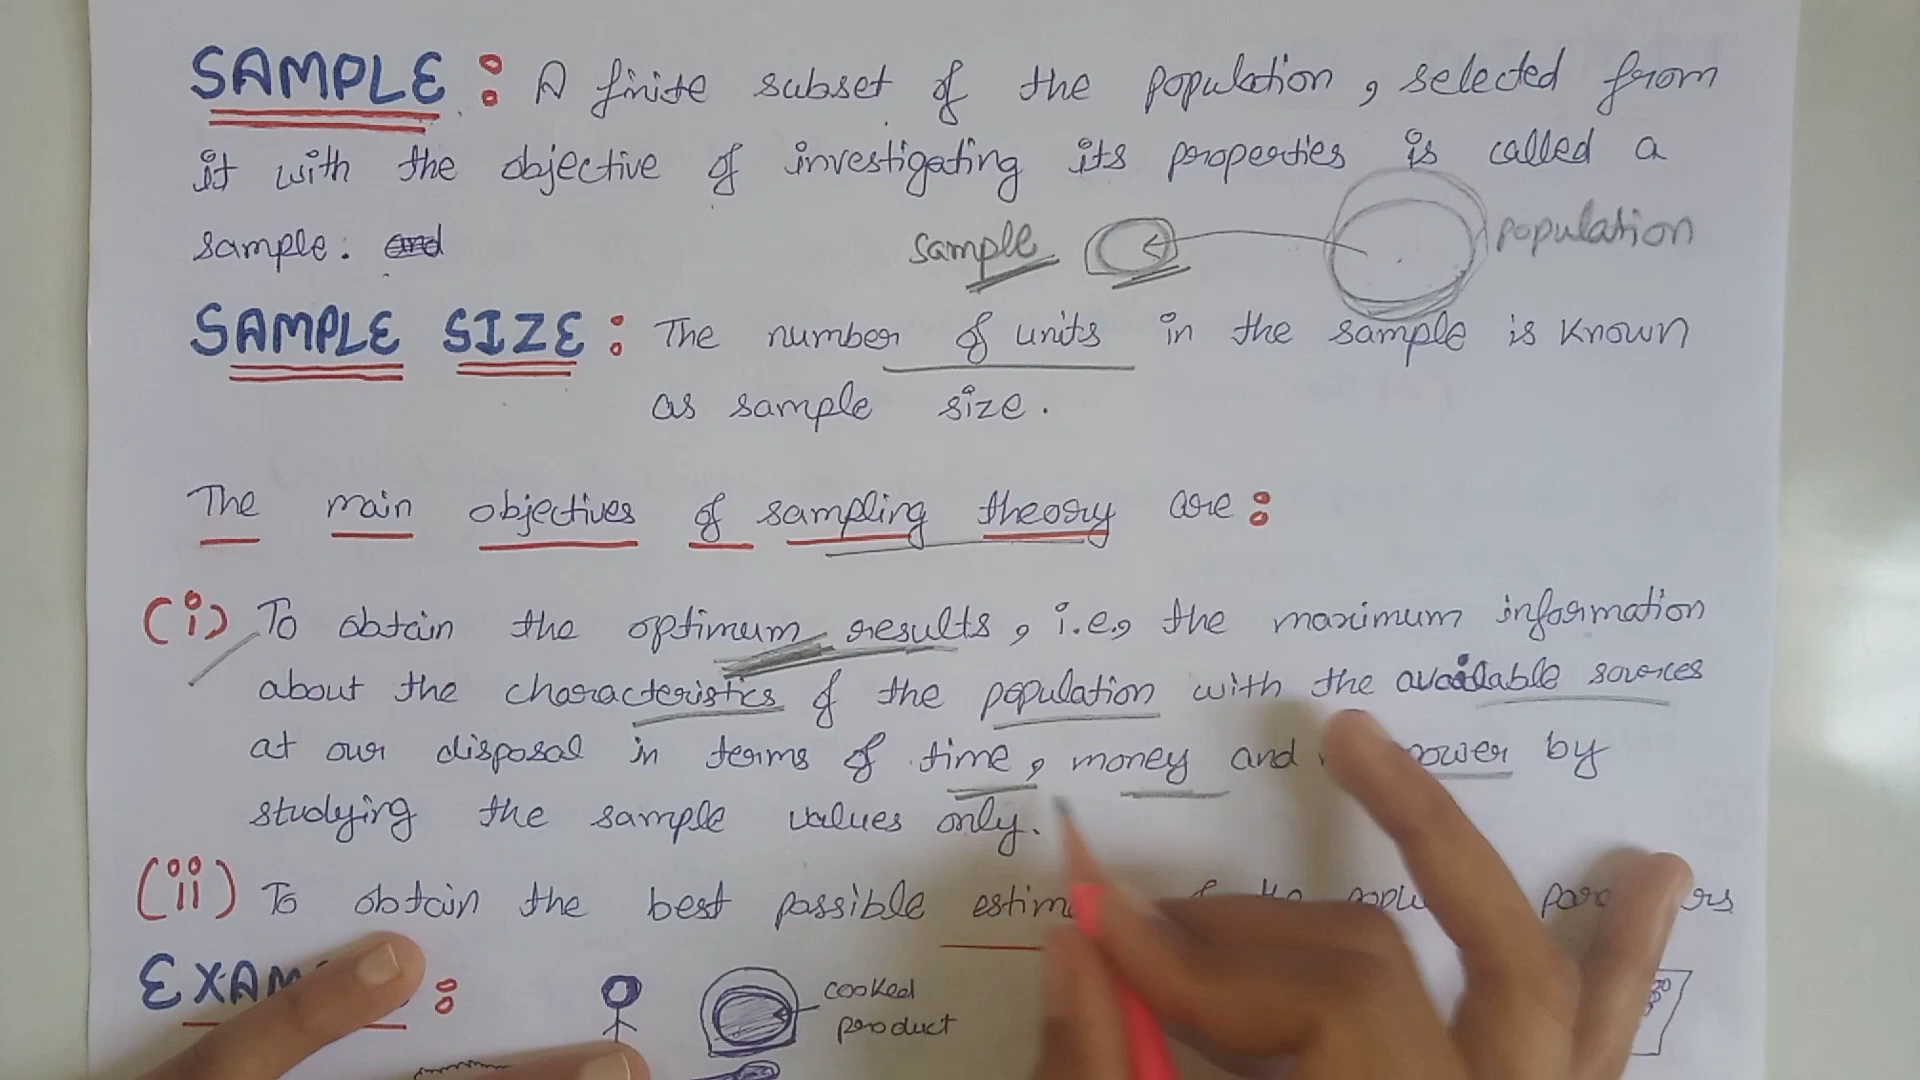 SAMPLE : A finite subset of the population, selected from
it with the objective of investigating its properties is called a
sample.
sample population
SAMPLE SIZE : The number of units in the sample is known
as sample size.
The main objectives of sampling theory are :
(i) To obtain the optimum results, i.e., the maximum information
about the characteristics of the population with the available sources
at our disposal in terms of time, money and power by
studying the sample values only.
(ii) To obtain the best possible
cooked
product